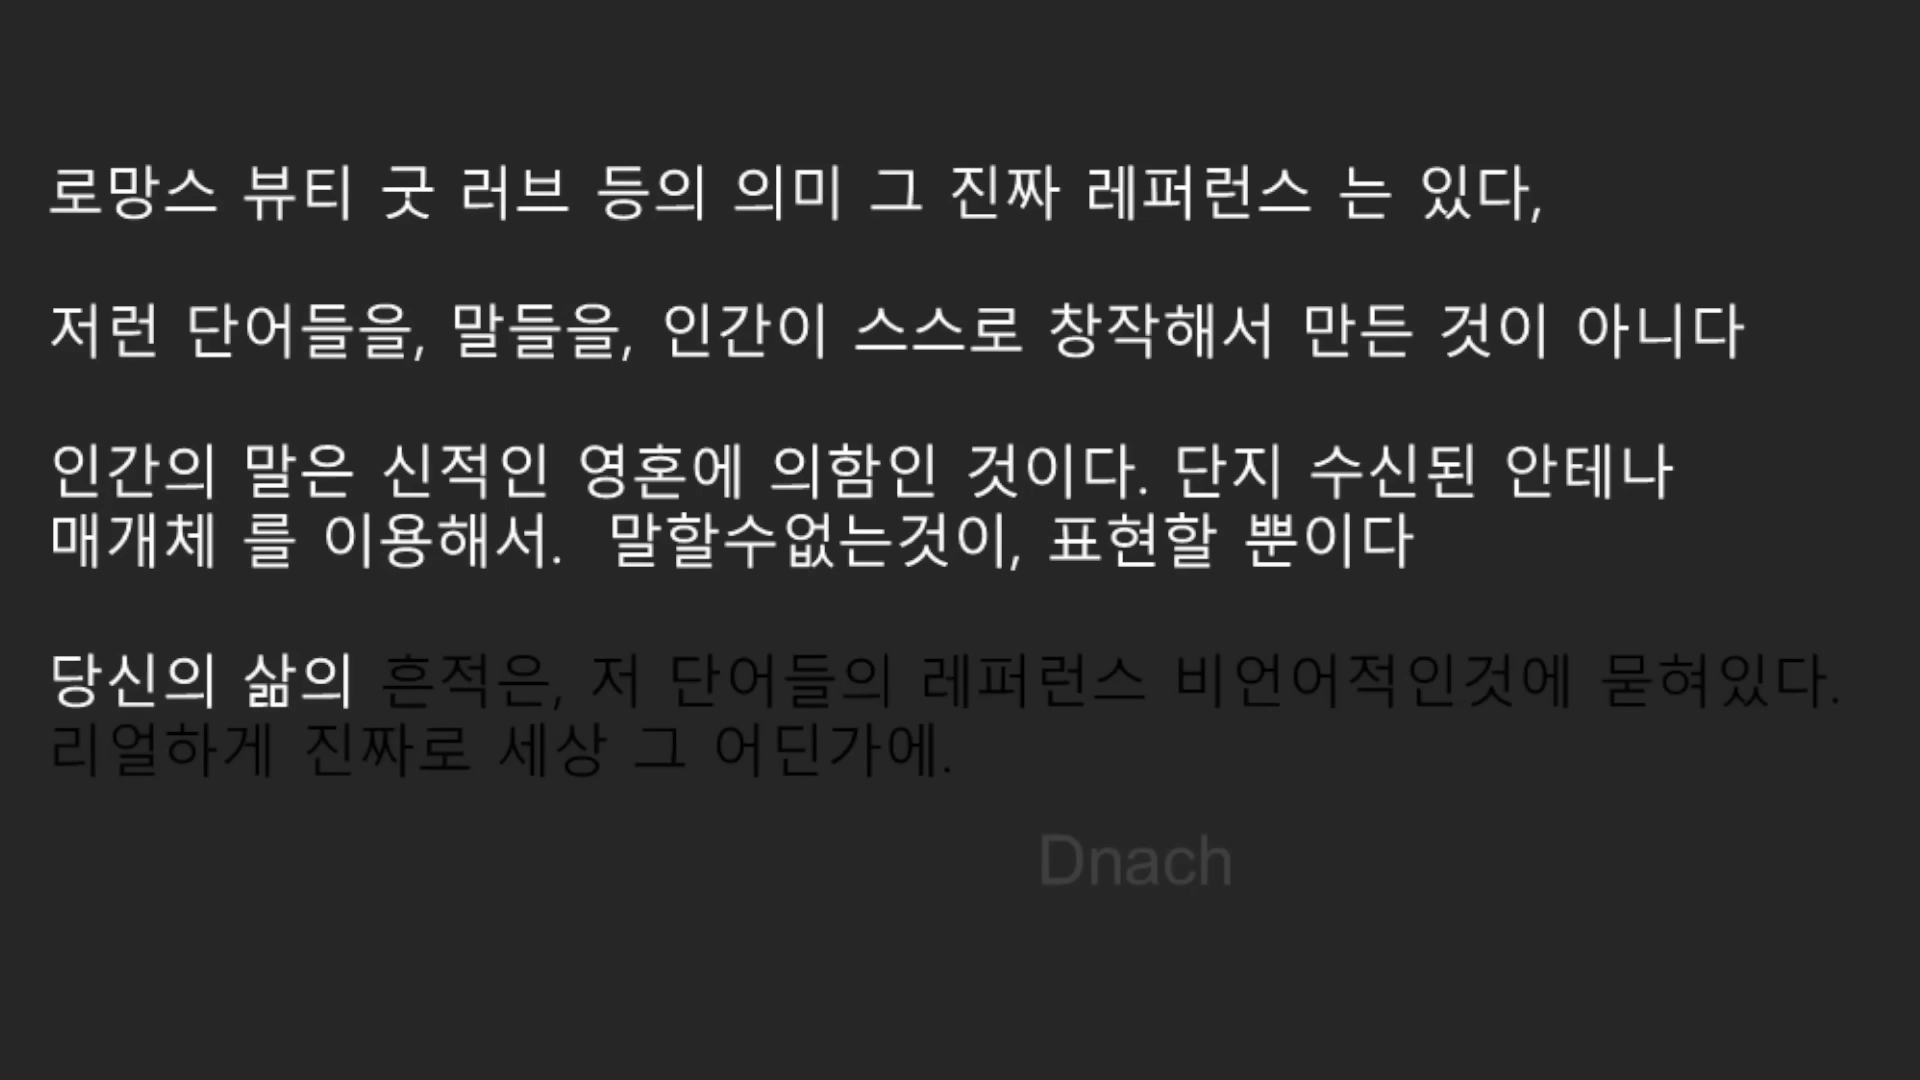 로망스 뷰티 굿 러브 등의 의미 그 진짜 레퍼런스 는 있다,
저런 단어들을, 말들을, 인간이 스스로 창작해서 만든 것이 아니다
인간의 말은 신적인 영혼에 의함인 것이다. 단지 수신된 안테나
매개체 를 이용해서. 말할수없는것이, 표현할 뿐이다
당신의 삶의 흔적은, 저 단어들의 레퍼런스 비언어적인것에 묻혀있다.
리얼하게 진짜로 세상 그 어딘가에.
Dnach